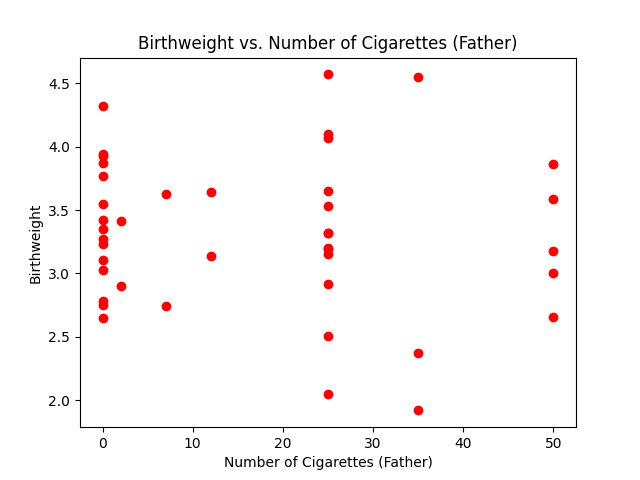 Birthweight vs. Number of Cigarettes (Father)
4.5
4.0
3.5
3.0
2.5
2.0
Birthweight
0 10 20 30 40 50
Number of Cigarettes (Father)